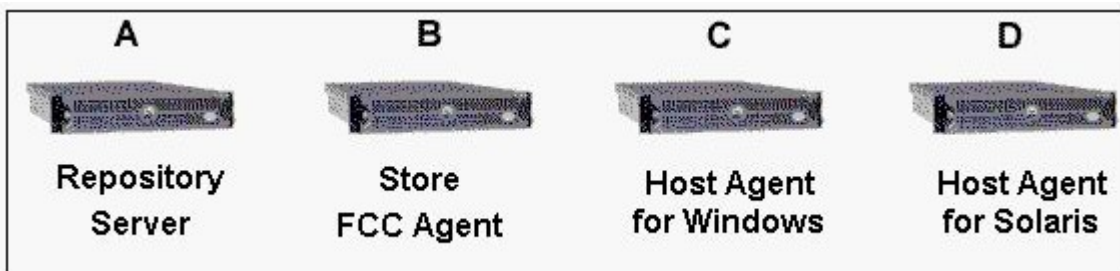 A
B
C
D
Repository
Server
Store
FCC Agent
Host Agent
for Windows
Host Agent
for Solaris